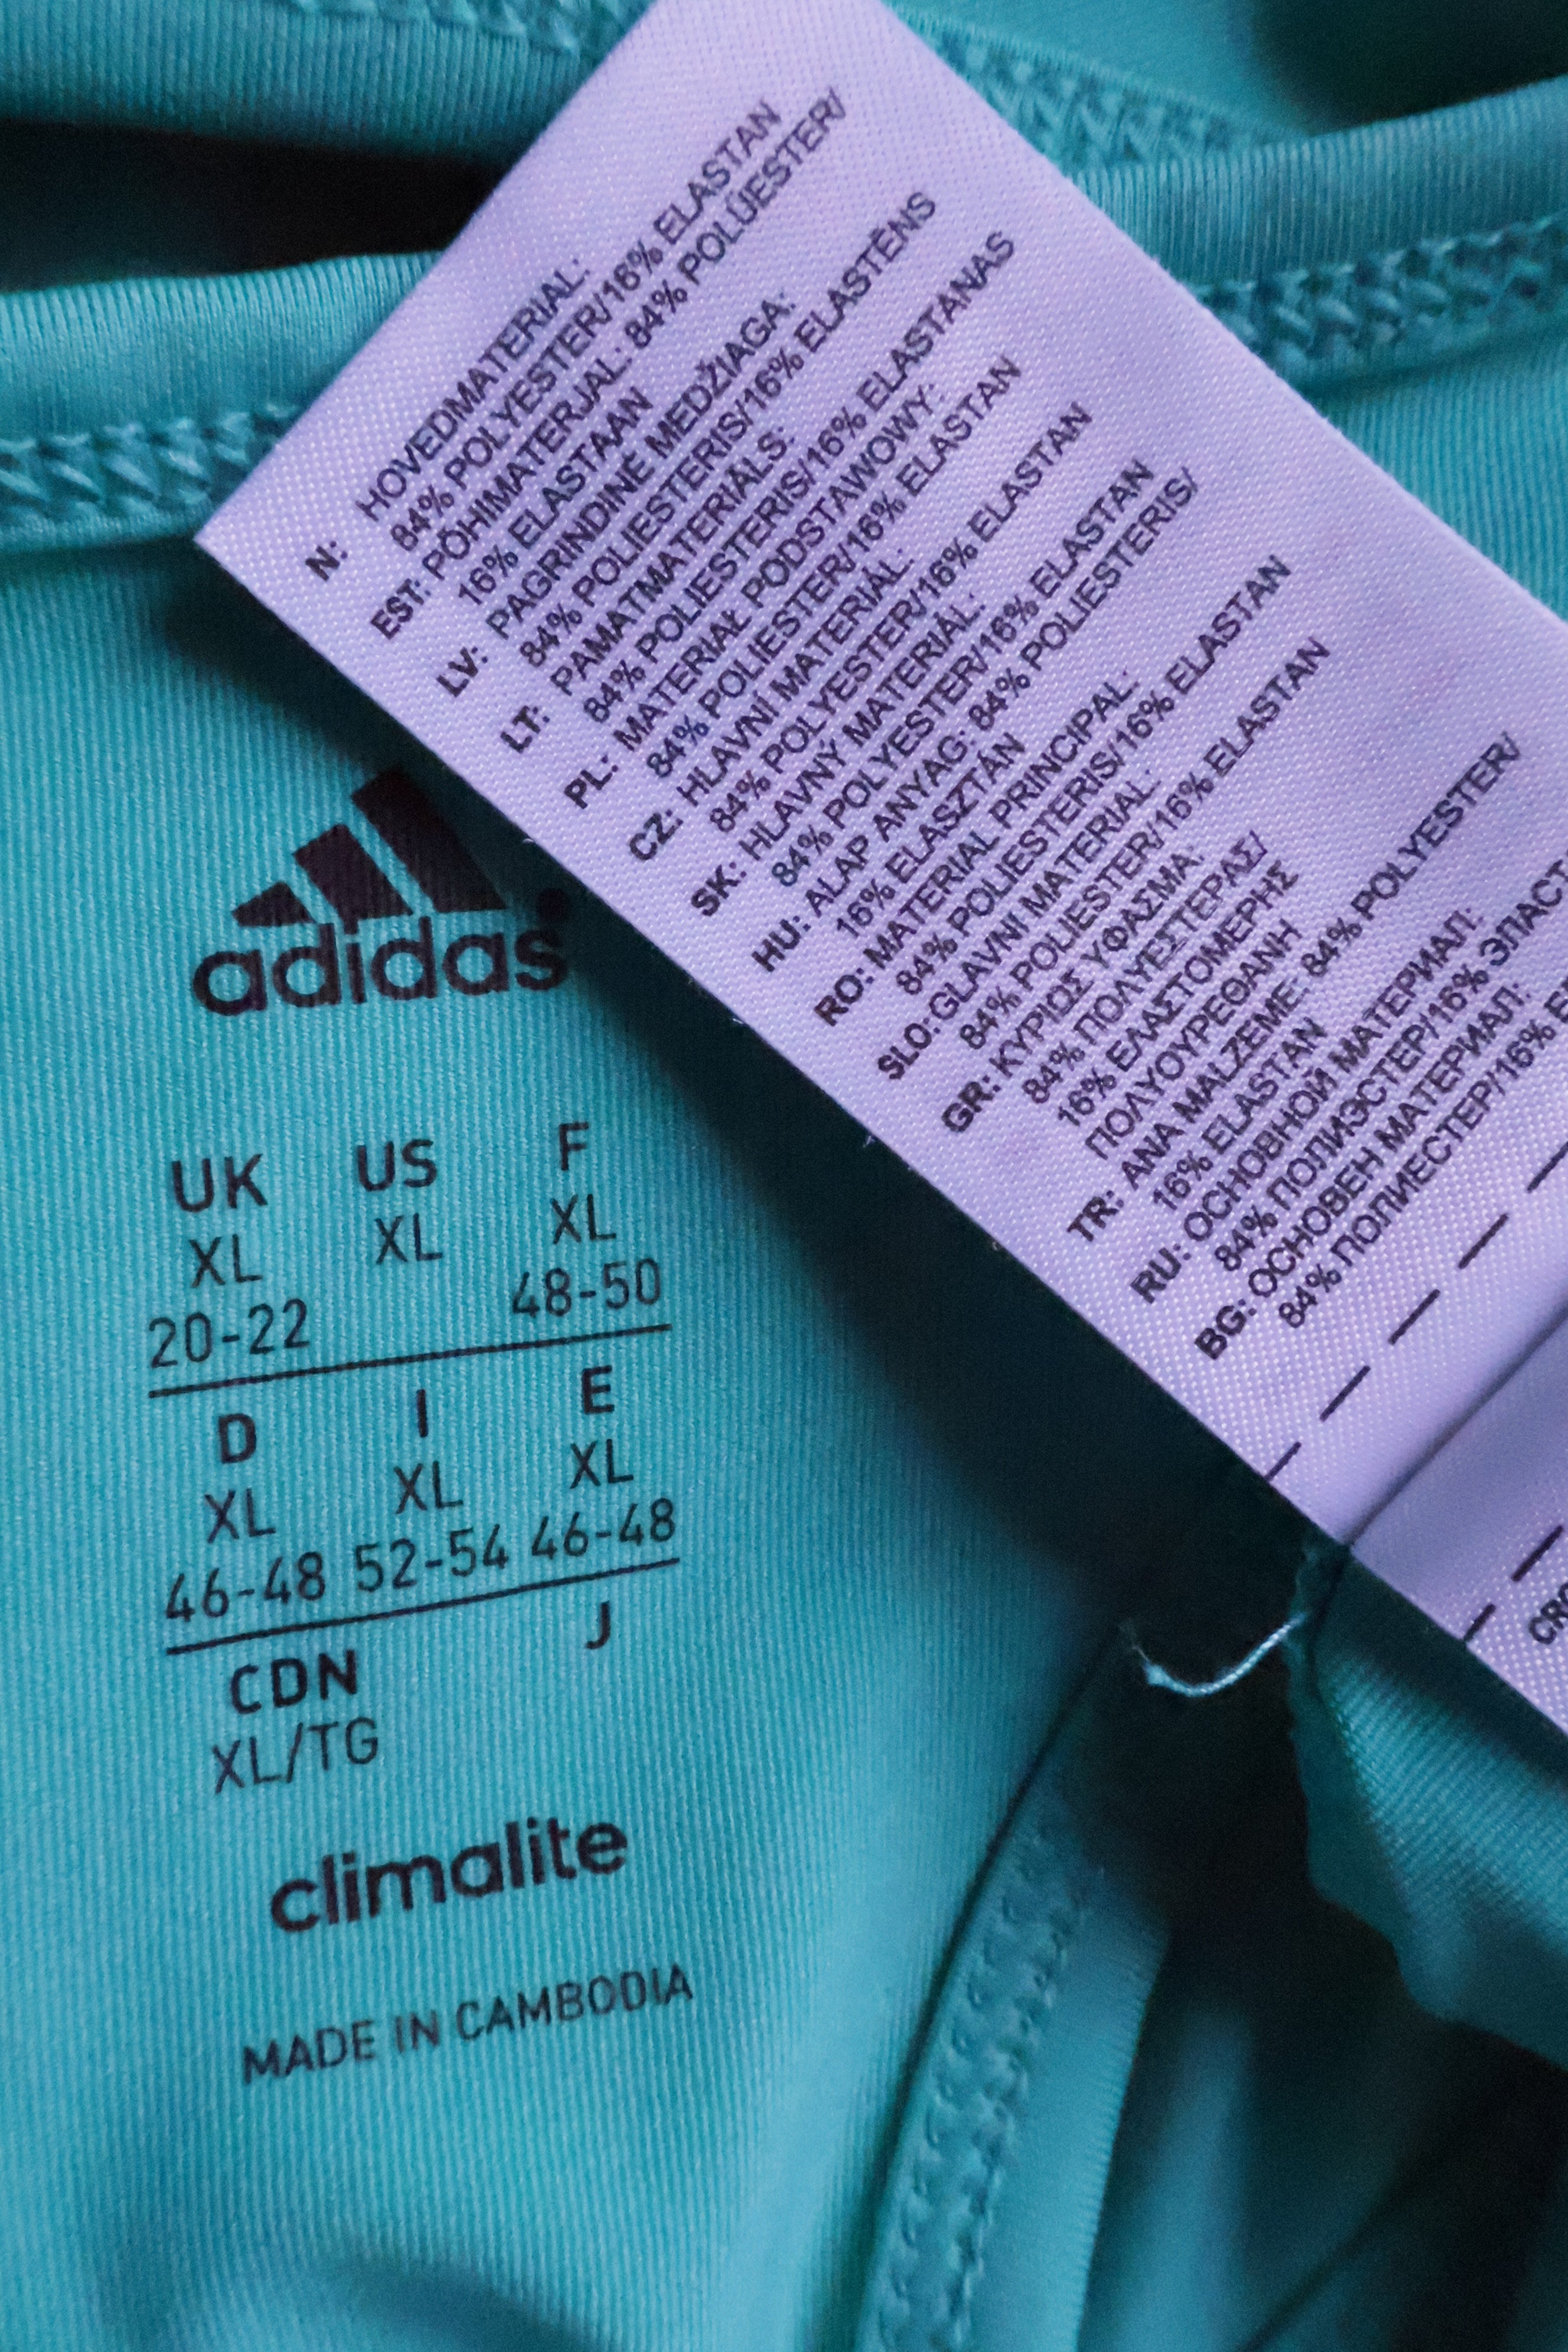 N: HOVEDMATERIAL:
84% POLYESTER/16% ELASTAN
EST: PÕHIMATERJAL: 84% POLÜESTER/
16% ELASTAAN
LV: PAGRINDINĖ MEDŽIAGA:
84% POLIESTERIS/16% ELASTĒNS
LT: PAMATMATERIĀLS:
84% POLIESTERIS/16% ELASTANAS
PL: MATERIAŁ PODSTAWOWY:
84% POLIESTER/16% ELASTAN
CZ: HLAVNÍ MATERIÁL:
84% POLYESTER/16% ELASTAN
SK: HLAVNÝ MATERIÁL:
84% POLYESTER/16% ELASTAN
HU: ALAP ANYAG: 84% POLIESTERIS/
16% ELASZTÁN
RO: MATERIAL PRINCIPAL:
84% POLIESTERIS/16% ELASTAN
SLO: GLAVNI MATERIAL:
84% POLIESTER/16% ELASTAN
GR: ΚΥΡΙΩΣ ΥΦΑΣΜΑ:
84% ΠΟΛΥΕΣΤΕΡΑΣ/
16% ΕΛΑΣΤΟΜΕΡΗΣ
ΠΟΛΥΟΥΡΕΘΑΝΗ
TR: ANA MALZEME: 84% POLYESTER/
16% ELASTAN
RU: ОСНОВНОЙ МАТЕРИАЛ:
84% ПОЛИЭСТЕР/16%
BG: ОСНОВЕН МАТЕРИАЛ:
84% ПОЛИЕСТЕР/16%
adidas
UK US F
XL XL XL
20-22 48-50
D I E
XL XL XL
46-48 52-54 46-48
CDN J
XL/TG
climalite
MADE IN CAMBODIA